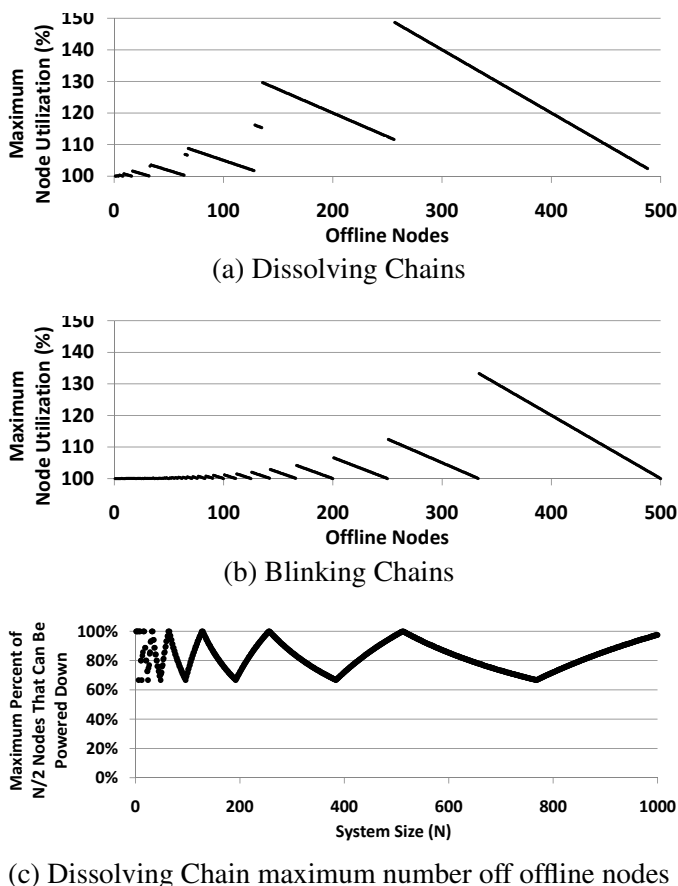 150
140
130
120
110
100
Maximum
Node Utilization (%)
0 100 200 300 400 500
Offline Nodes
(a) Dissolving Chains
150
140
130
120
110
100
Maximum
Node Utilization (%)
0 100 200 300 400 500
Offline Nodes
(b) Blinking Chains
Maximum Percent of
N/2 Nodes That Can Be
Powered Down
100%
80%
60%
40%
20%
0%
0 200 400 600 800 1000
System Size (N)
(c) Dissolving Chain maximum number off offline nodes